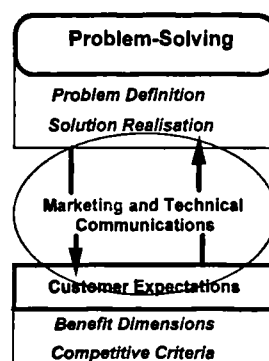 Problem-Solving
Problem Definition
Solution Realisation
Marketing and Technical
Communications
Customer Expectations
Benefit Dimensions
Competitive Criteria